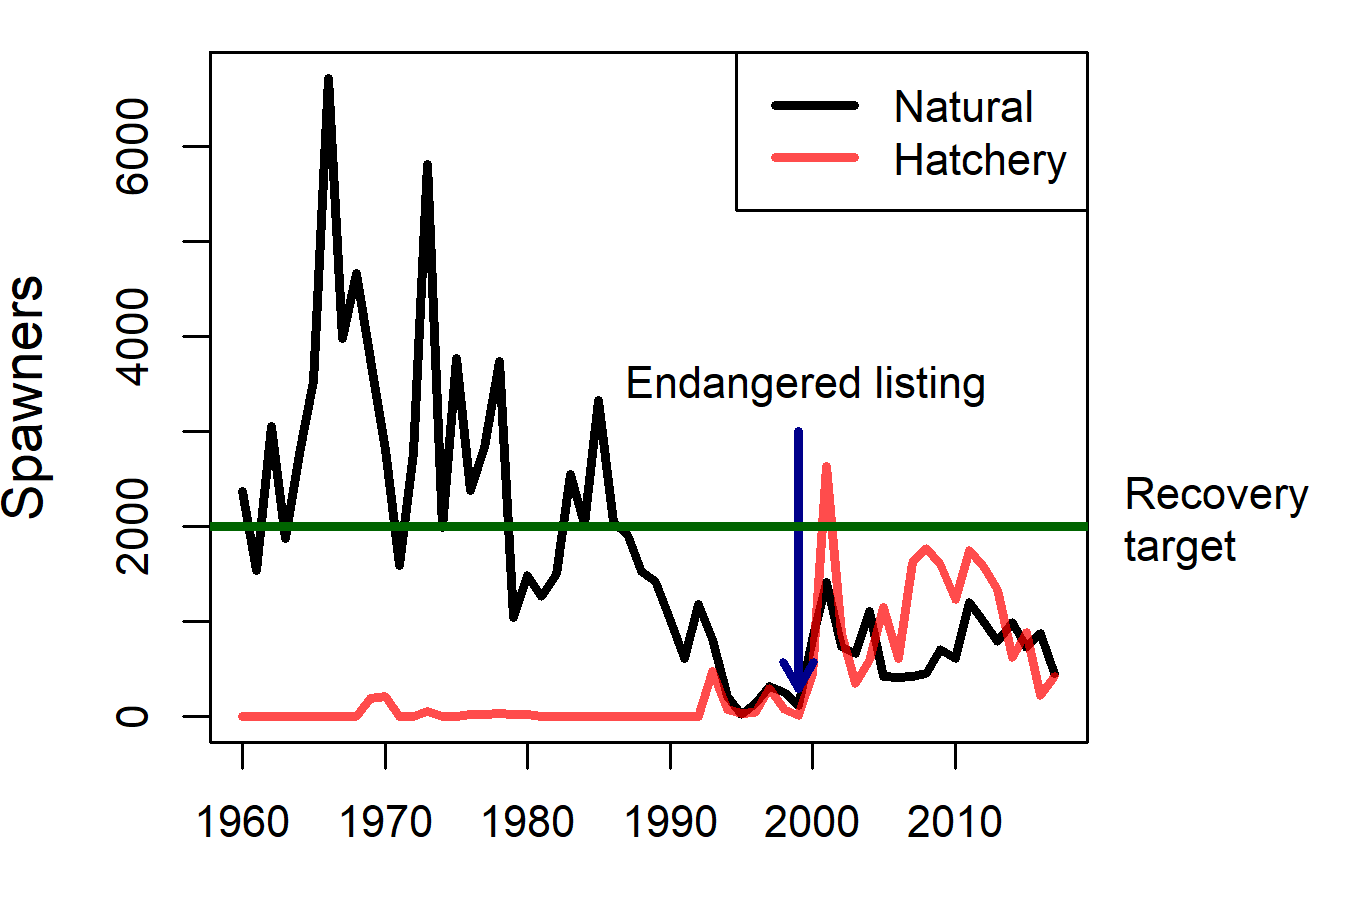 Natural
Hatchery
Endangered listing
Recovery
target
Spawners
0
2000
4000
6000
1960
1970
1980
1990
2000
2010